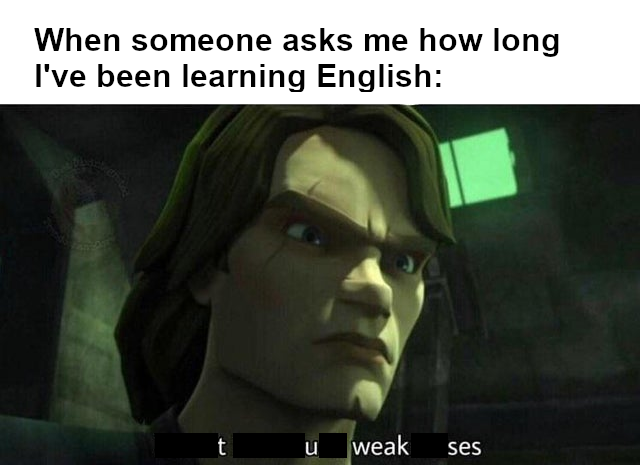 When someone asks me how long
I've been learning English:
t u weak ses